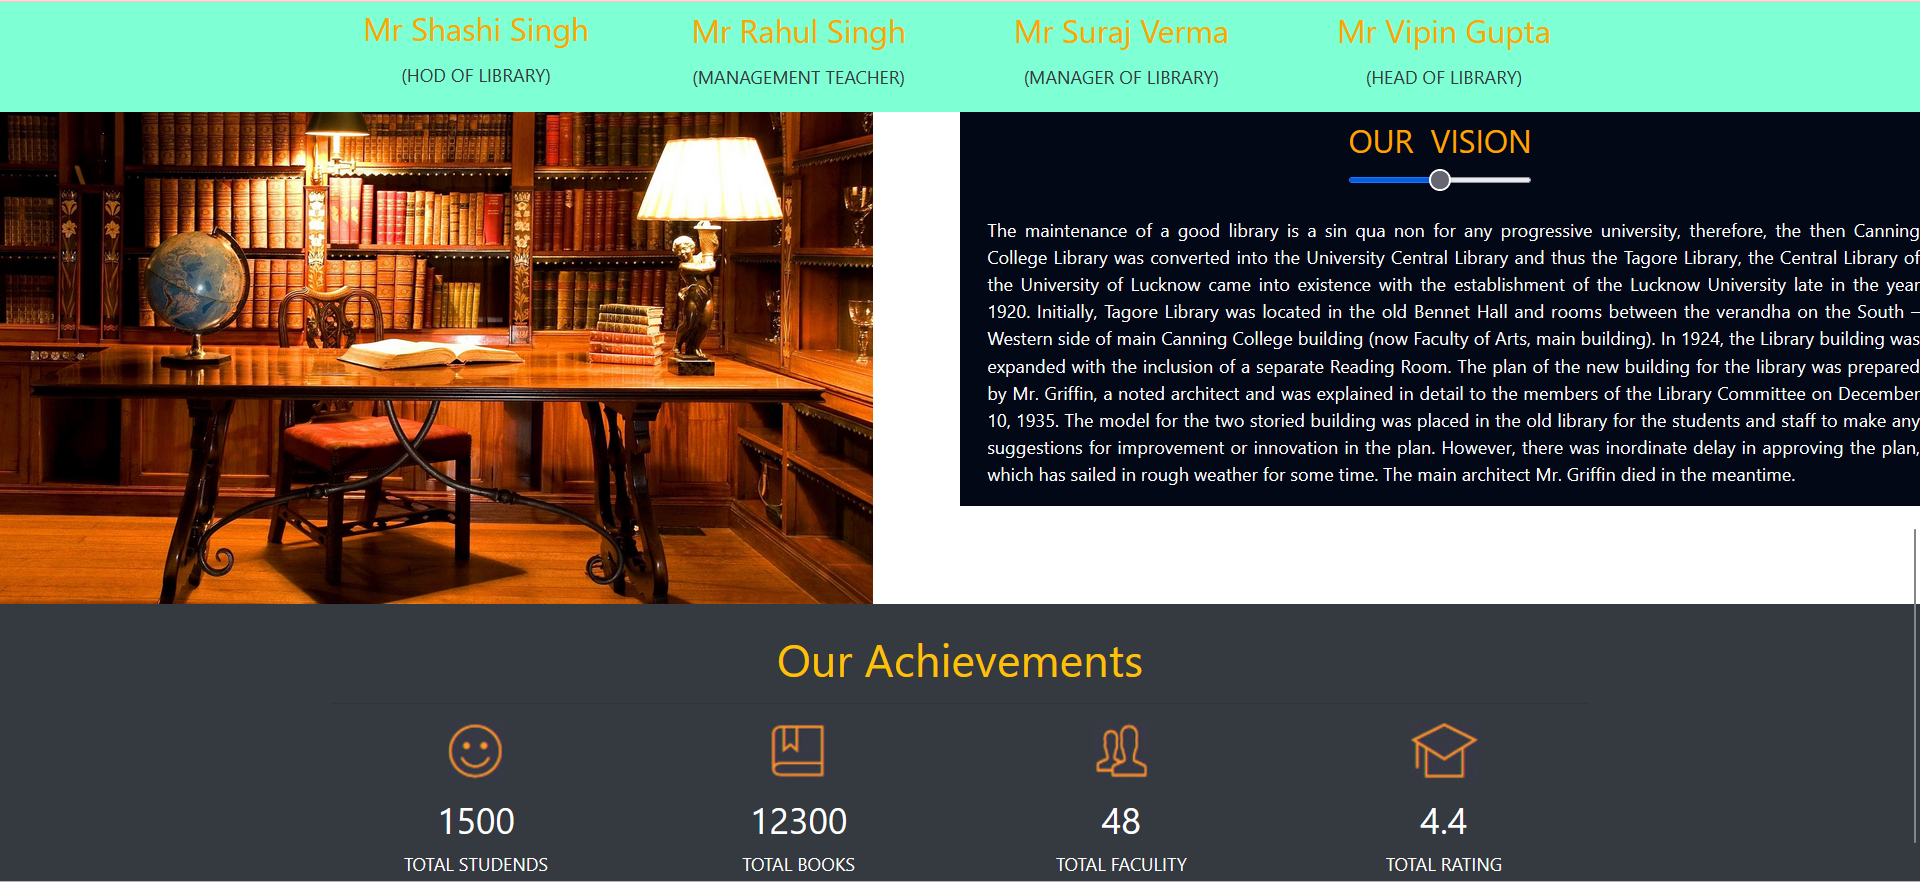 Mr Shashi Singh
(HOD OF LIBRARY)
Mr Rahul Singh
(MANAGEMENT TEACHER)
Mr Suraj Verma
(MANAGER OF LIBRARY)
Mr Vipin Gupta
(HEAD OF LIBRARY)
OUR VISION
The maintenance of a good library is a sin qua non for any progressive university, therefore, the then Canning
College Library was converted into the University Central Library and thus the Tagore Library, the Central Library of
the University of Lucknow came into existence with the establishment of the Lucknow University late in the year
1920. Initially, Tagore Library was located in the old Bennet Hall and rooms between the verandha on the South –
Western side of main Canning College building (now Faculty of Arts, main building). In 1924, the Library building was
expanded with the inclusion of a separate Reading Room. The plan of the new building for the library was prepared
by Mr. Griffin, a noted architect and was explained in detail to the members of the Library Committee on December
10, 1935. The model for the two storied building was placed in the old library for the students and staff to make any
suggestions for improvement or innovation in the plan. However, there was inordinate delay in approving the plan,
which has sailed in rough weather for some time. The main architect Mr. Griffin died in the meantime.
Our Achievements
1500
TOTAL STUDENDS
12300
TOTAL BOOKS
48
TOTAL FACULITY
4.4
TOTAL RATING